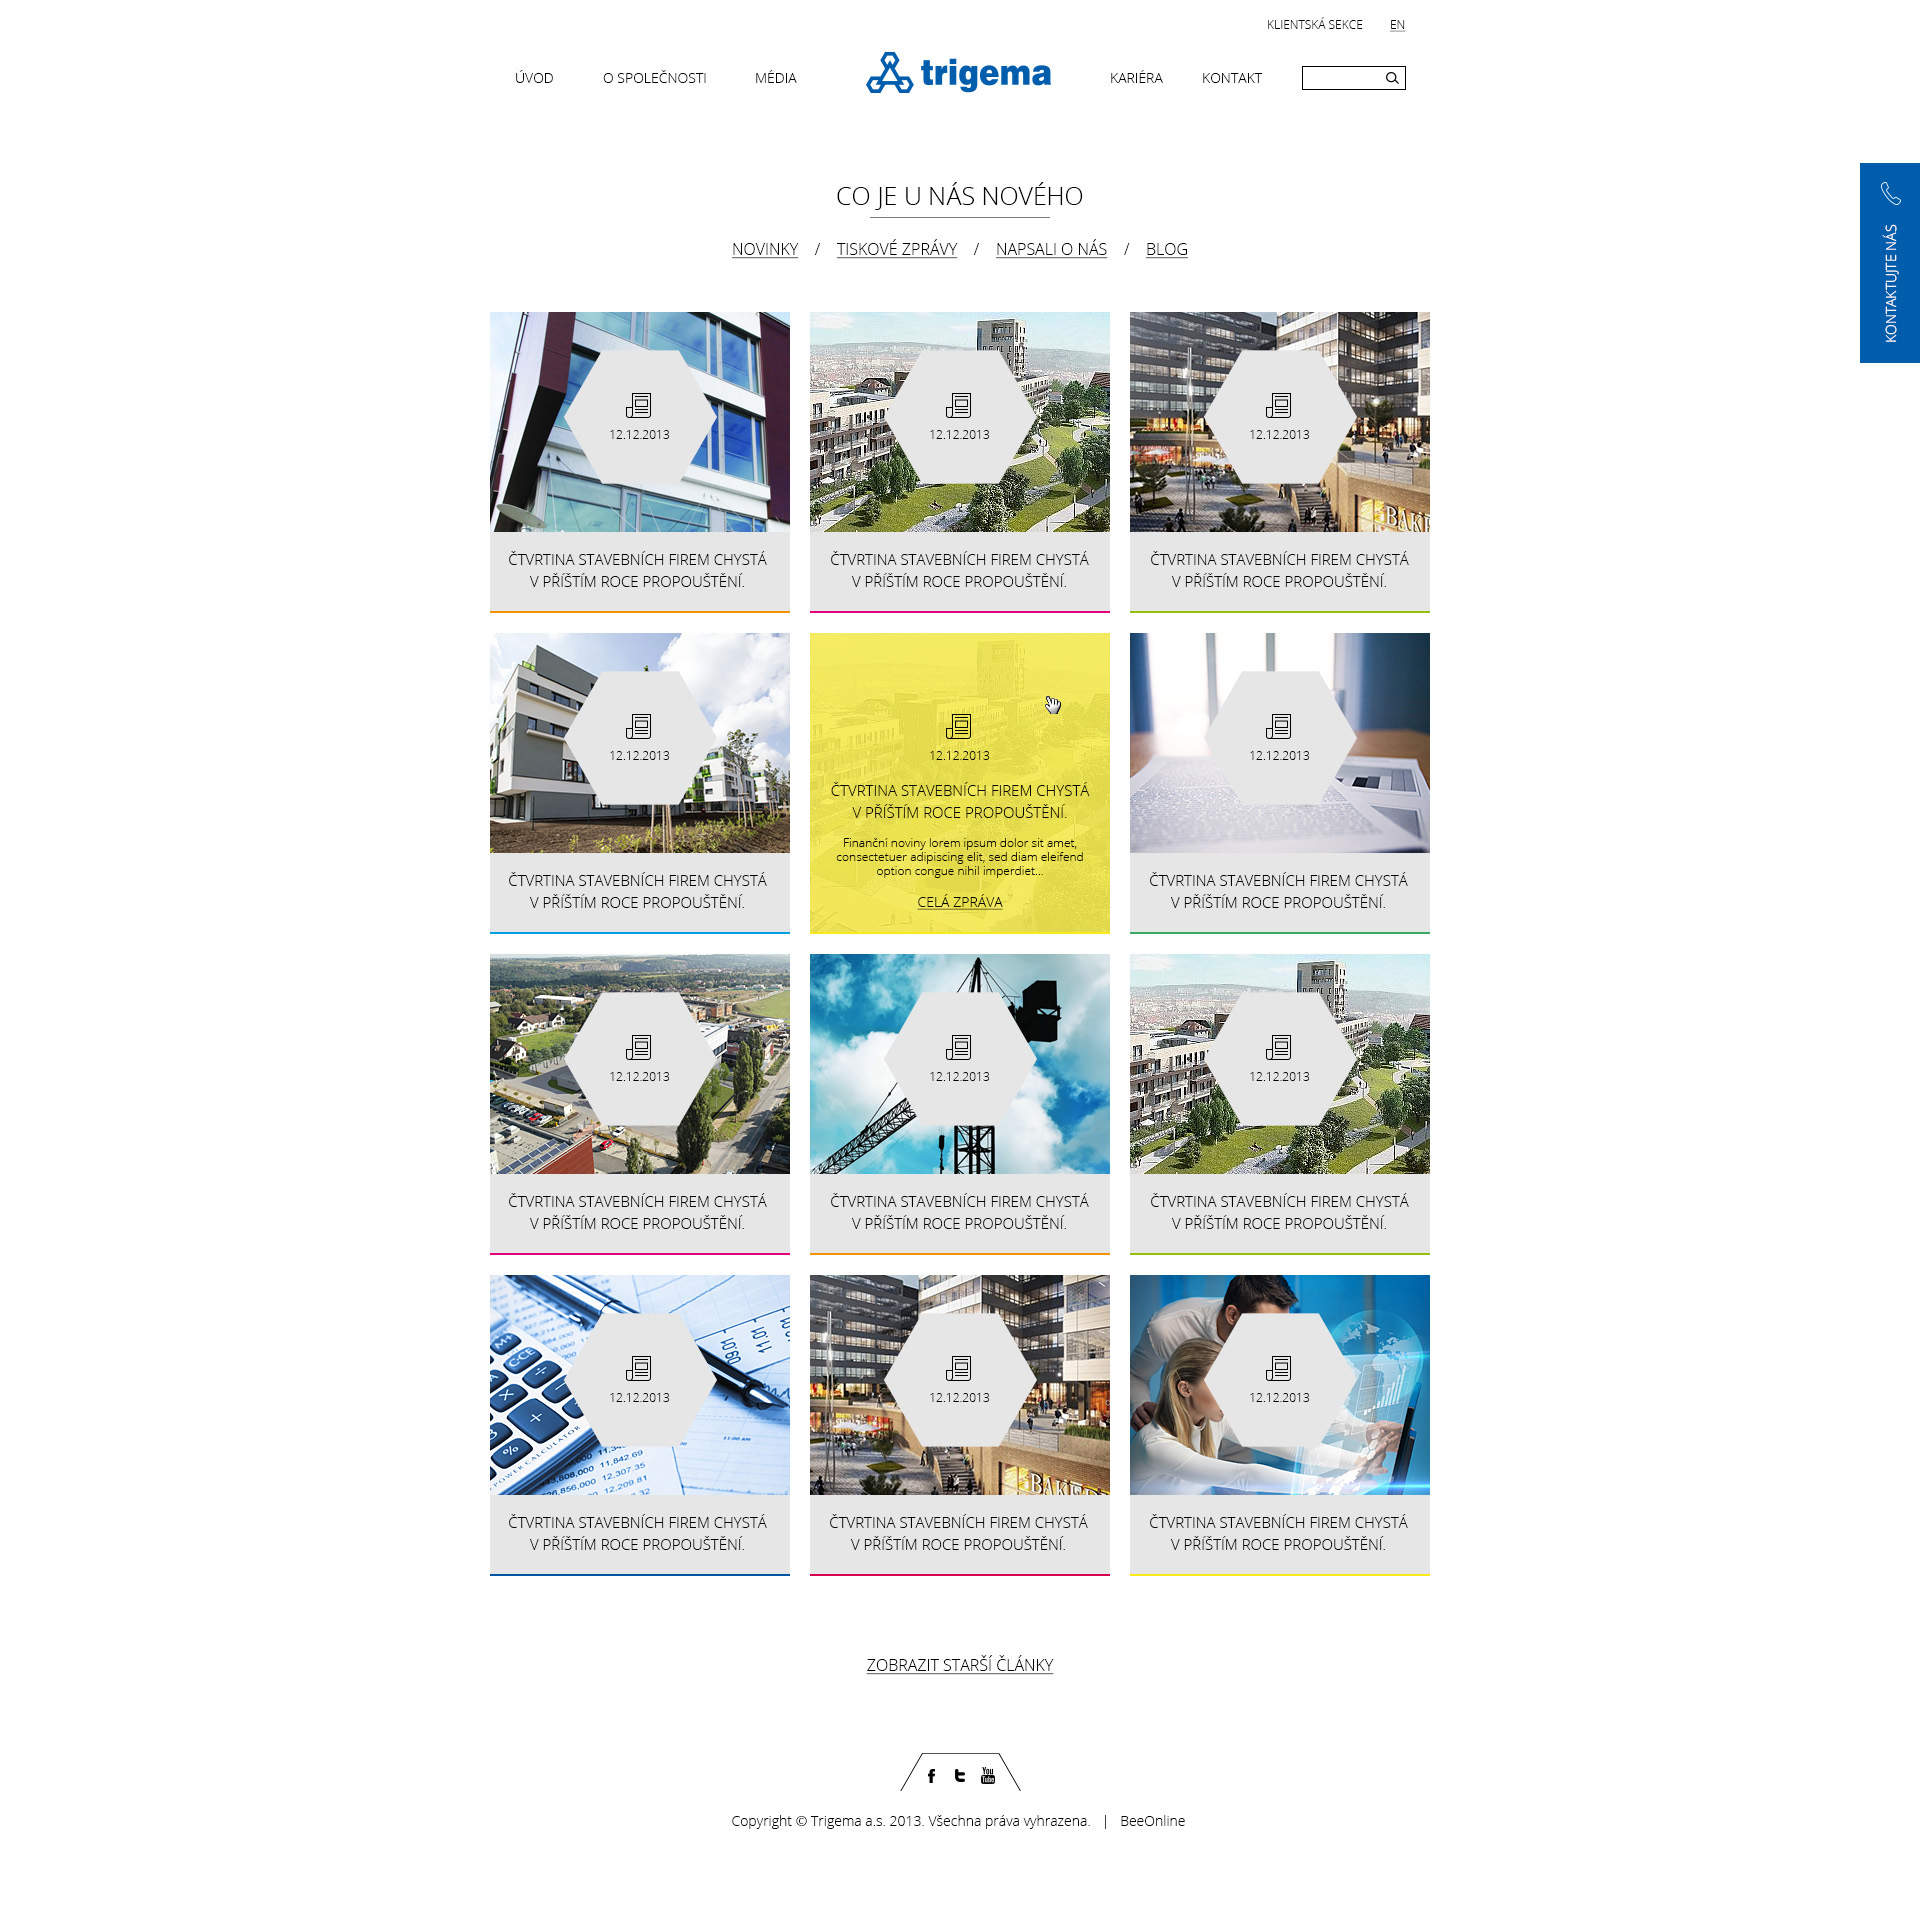 KLIENTSKÁ SEKCE EN
ÚVOD O SPOLEČNOSTI MÉDIA trigema KARIÉRA KONTAKT
KONTAKTUJTE NÁS
CO JE U NÁS NOVÉHO
NOVINKY / TISKOVÉ ZPRÁVY / NAPSALI O NÁS / BLOG
12.12.2013
ČTVRTINA STAVEBNÍCH FIREM CHYSTÁ
V PŘÍŠTÍM ROCE PROPOUŠTĚNÍ.
12.12.2013
ČTVRTINA STAVEBNÍCH FIREM CHYSTÁ
V PŘÍŠTÍM ROCE PROPOUŠTĚNÍ.
12.12.2013
ČTVRTINA STAVEBNÍCH FIREM CHYSTÁ
V PŘÍŠTÍM ROCE PROPOUŠTĚNÍ.
12.12.2013
ČTVRTINA STAVEBNÍCH FIREM CHYSTÁ
V PŘÍŠTÍM ROCE PROPOUŠTĚNÍ.
12.12.2013
ČTVRTINA STAVEBNÍCH FIREM CHYSTÁ
V PŘÍŠTÍM ROCE PROPOUŠTĚNÍ.
Finanční noviny lorem ipsum dolor sit amet,
consectetuer adipiscing elit, sed diam eleifend
option congue nihil imperdiet...
CELÁ ZPRÁVA
12.12.2013
ČTVRTINA STAVEBNÍCH FIREM CHYSTÁ
V PŘÍŠTÍM ROCE PROPOUŠTĚNÍ.
12.12.2013
ČTVRTINA STAVEBNÍCH FIREM CHYSTÁ
V PŘÍŠTÍM ROCE PROPOUŠTĚNÍ.
12.12.2013
ČTVRTINA STAVEBNÍCH FIREM CHYSTÁ
V PŘÍŠTÍM ROCE PROPOUŠTĚNÍ.
12.12.2013
ČTVRTINA STAVEBNÍCH FIREM CHYSTÁ
V PŘÍŠTÍM ROCE PROPOUŠTĚNÍ.
12.12.2013
ČTVRTINA STAVEBNÍCH FIREM CHYSTÁ
V PŘÍŠTÍM ROCE PROPOUŠTĚNÍ.
12.12.2013
ČTVRTINA STAVEBNÍCH FIREM CHYSTÁ
V PŘÍŠTÍM ROCE PROPOUŠTĚNÍ.
12.12.2013
ČTVRTINA STAVEBNÍCH FIREM CHYSTÁ
V PŘÍŠTÍM ROCE PROPOUŠTĚNÍ.
ZOBRAZIT STARŠÍ ČLÁNKY
You Tube
Copyright © Trigema a.s. 2013. Všechna práva vyhrazena. | BeeOnline